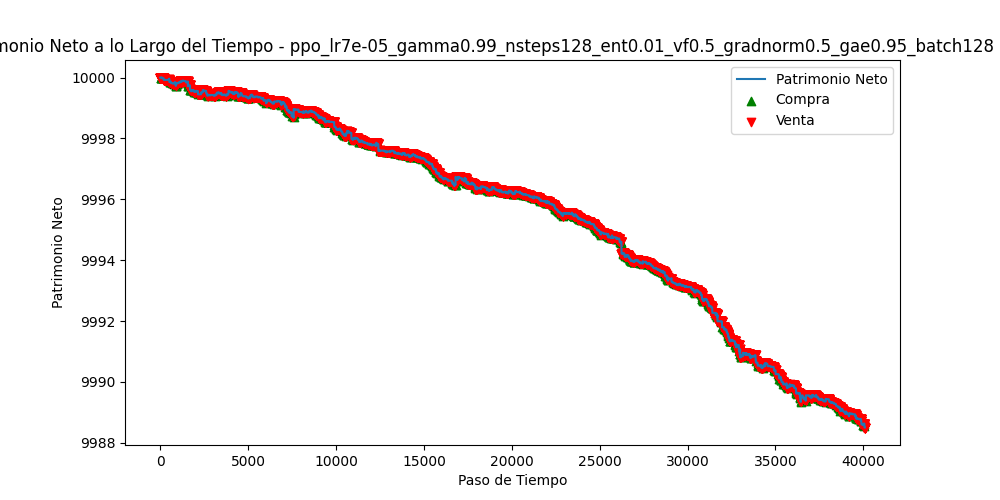 monio Neto a lo Largo del Tiempo - ppo_lr7e-05_gamma0.99_nsteps128_ent0.01_vf0.5_gradnorm0.5_gae0.95_batch128
Patrimonio Neto
Compra
Venta
10000
9998
9996
9994
9992
9990
9988
Patrimonio Neto
0
5000
10000
15000
20000
25000
30000
35000
40000
Paso de Tiempo